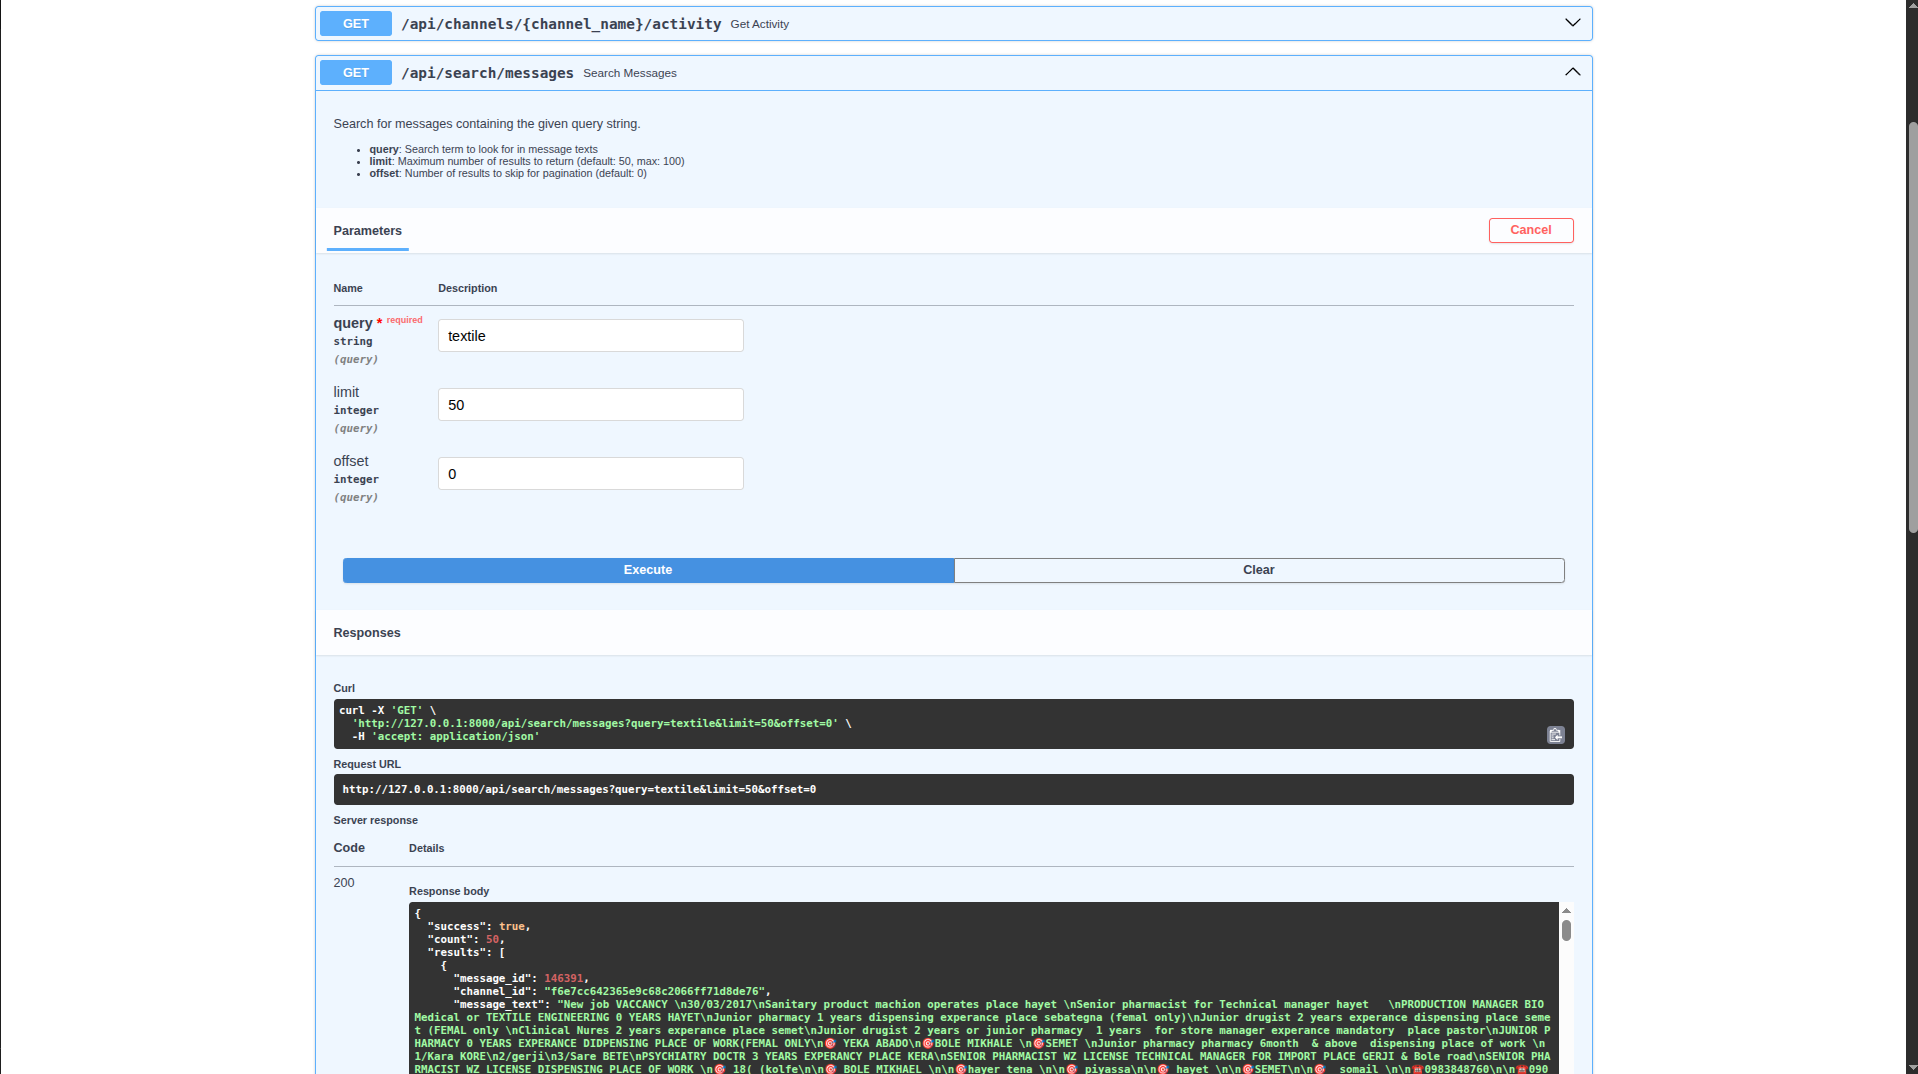 GET /api/channels/{channel_name}/activity Get Activity
GET /api/search/messages Search Messages
Search for messages containing the given query string.
• query: Search term to look for in message texts
• limit: Maximum number of results to return (default: 50, max: 100)
• offset: Number of results to skip for pagination (default: 0)
Parameters
Cancel
Name Description
query * required
string
(query)
textile
limit
integer
(query)
50
offset
integer
(query)
0
Execute
Clear
Responses
Curl
curl -X 'GET' \
'http://127.0.0.1:8000/api/search/messages?query=textile&limit=50&offset=0' \
-H 'accept: application/json'
Request URL
http://127.0.0.1:8000/api/search/messages?query=textile&limit=50&offset=0
Server response
Code Details
200
Response body
{
"success": true,
"count": 50,
"results": [
{
"message_id": 146391,
"channel_id": "f6e7cc642365e9c68c2066ff71d8de76",
"message_text": "New job VACCANCY \n30/03/2017\nSanitary product machion operates place hayet \nSenior pharmacist for Technical manager hayet   \nPRODUCTION MANAGER BIO
Medical or TEXTILE ENGINEERING 0 YEARS HAYET\nJunior pharmacy 1 years dispensing experance place sebategna (femal only)\nJunior drugist 2 years experance dispensing place seme
t (FEMAL only \nClinical Nures 2 years experance place semet\nJunior drugist 2 years or junior pharmacy  1 years  for store manager experance mandatory  place pastor\nJUNIOR P
HARMACY 0 YEARS EXPERANCE DIDPENSING PLACE OF WORK(FEMAL ONLY\n🎯 YEKA ABADO\n🎯BOLE MIKHALE \n🎯SEMET \nJunior pharmacy pharmacy 6month  & above  dispensing place of work \n
1/Kara KORE\n2/gerji\n3/Sare BETE\nPSYCHIATRY DOCTR 3 YEARS EXPERANCY PLACE KERA\nSENIOR PHARMACIST WZ LICENSE TECHNICAL MANAGER FOR IMPORT PLACE GERJI & Bole road\nSENIOR PHA
RMACIST WZ LICENSE DISPENSING PLACE OF WORK \n🎯 18( (kolfe\n\n🎯 BOLE MIKHAEL \n\n🎯hayer tena \n\n🎯 piyassa\n\n🎯 hayet \n\n🎯SEMET\n\n🎯  somail \n\n☎️0983848760\n\n☎️090